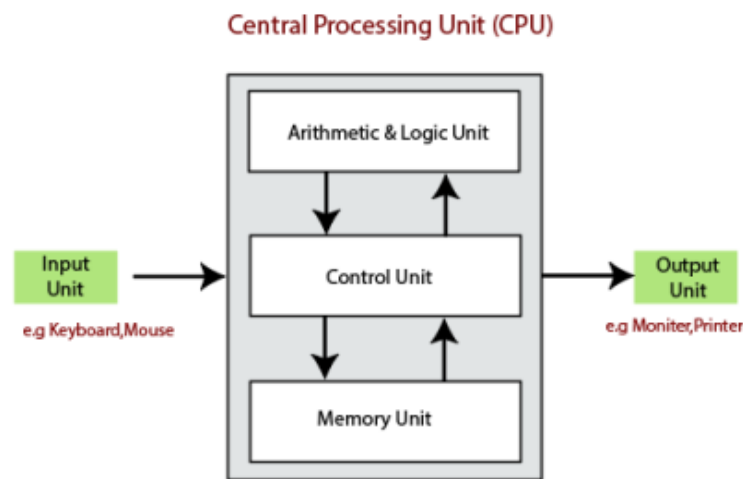 Central Processing Unit (CPU)
Arithmetic & Logic Unit
Input
Unit
e.g Keyboard,Mouse
Control Unit
Output
Unit
e.g Moniter,Printer
Memory Unit